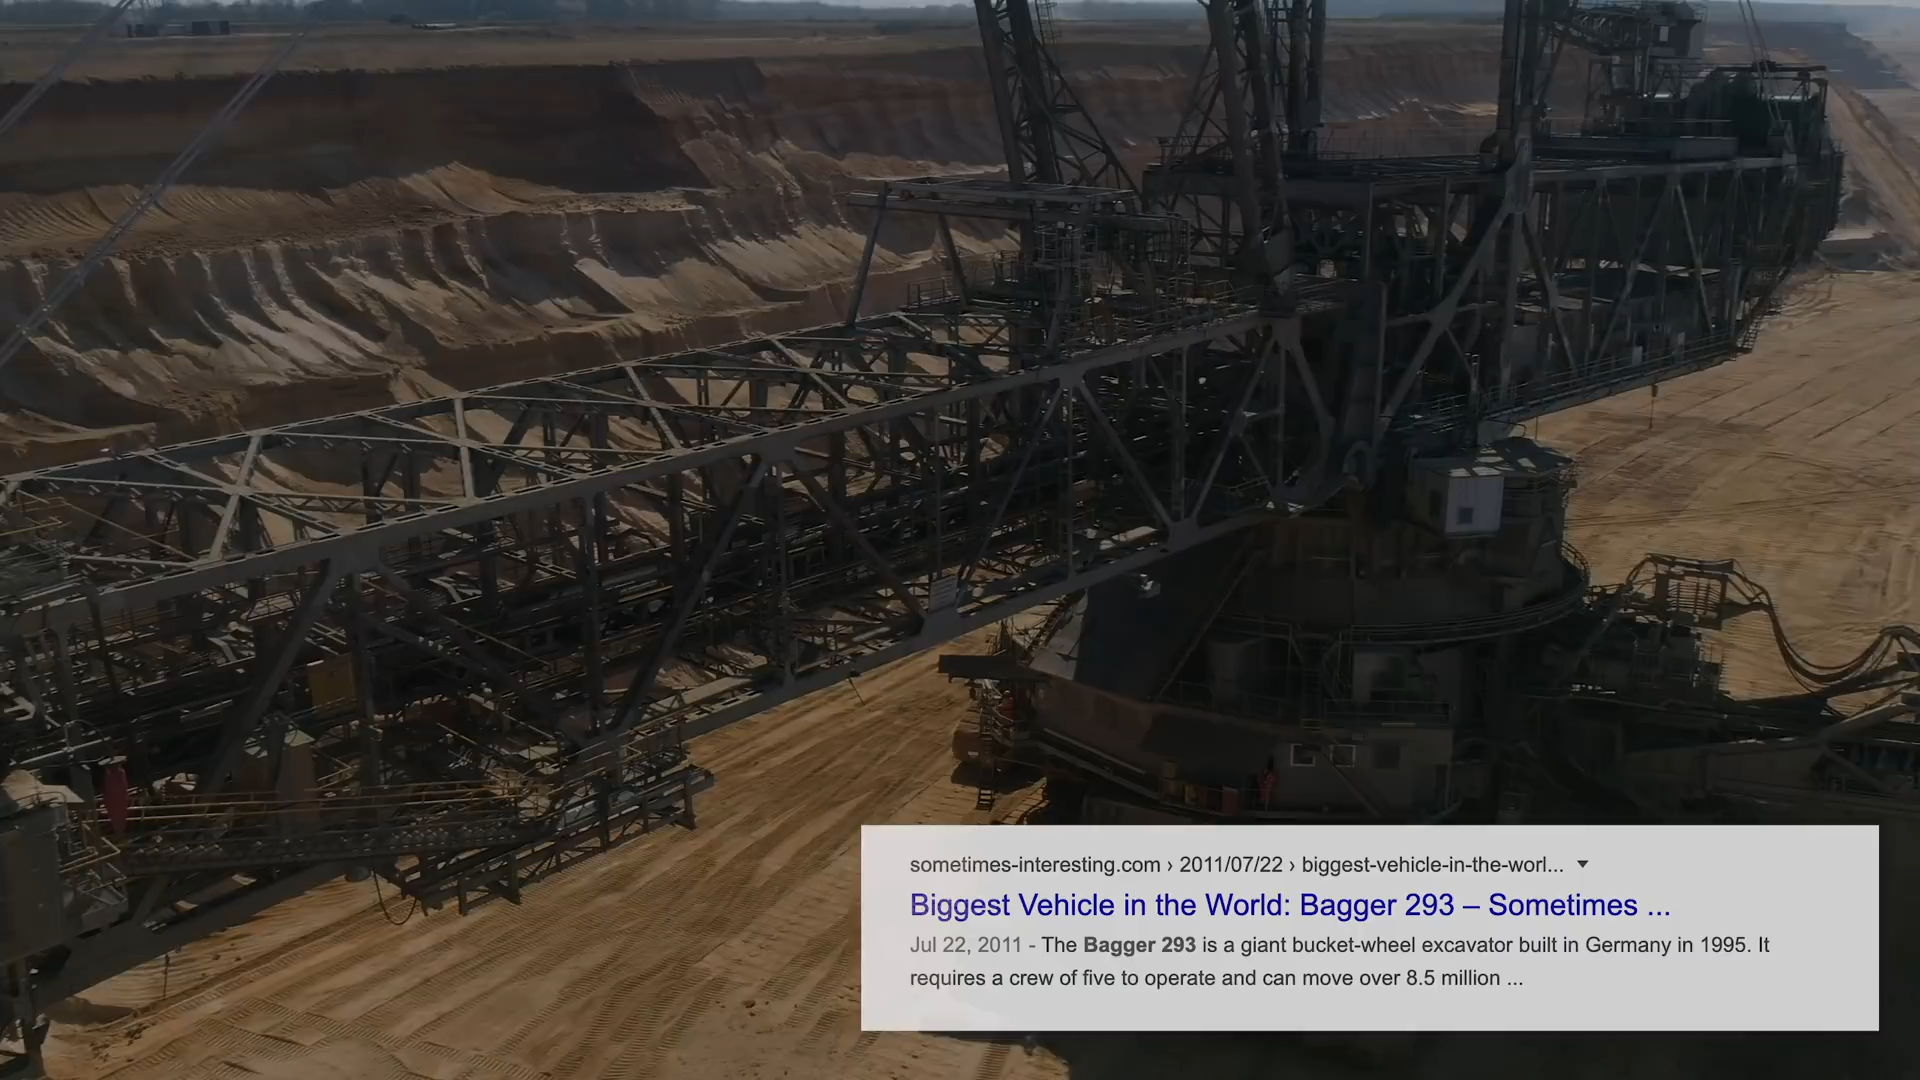 sometimes-interesting.com › 2011/07/22 › biggest-vehicle-in-the-worl...
Biggest Vehicle in the World: Bagger 293 – Sometimes ...
Jul 22, 2011 - The Bagger 293 is a giant bucket-wheel excavator built in Germany in 1995. It
requires a crew of five to operate and can move over 8.5 million ...